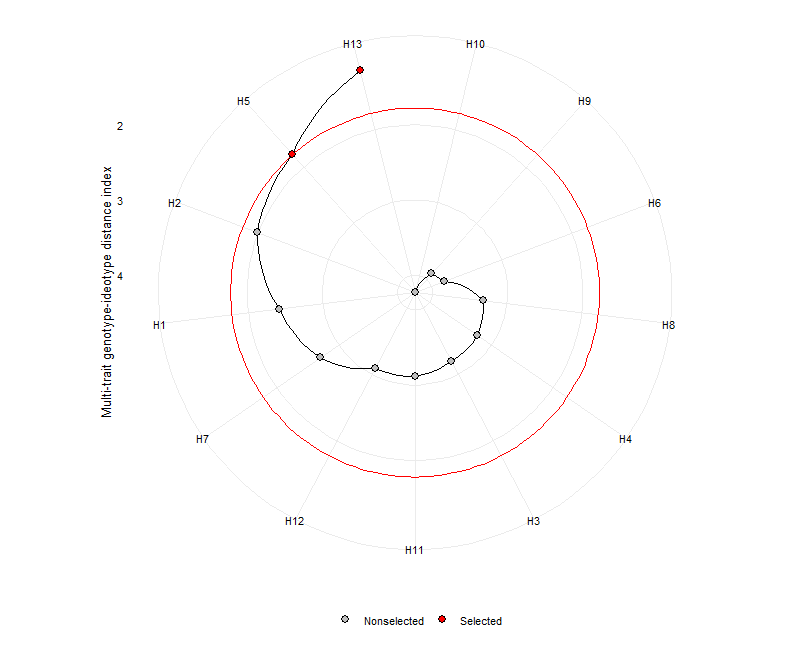 H13
H10
H5
H9
2
H2
3
H6
Multi-trait genotype-ideotype distance index
4
H1
H8
H7
H4
H12
H3
H11
Nonselected
Selected